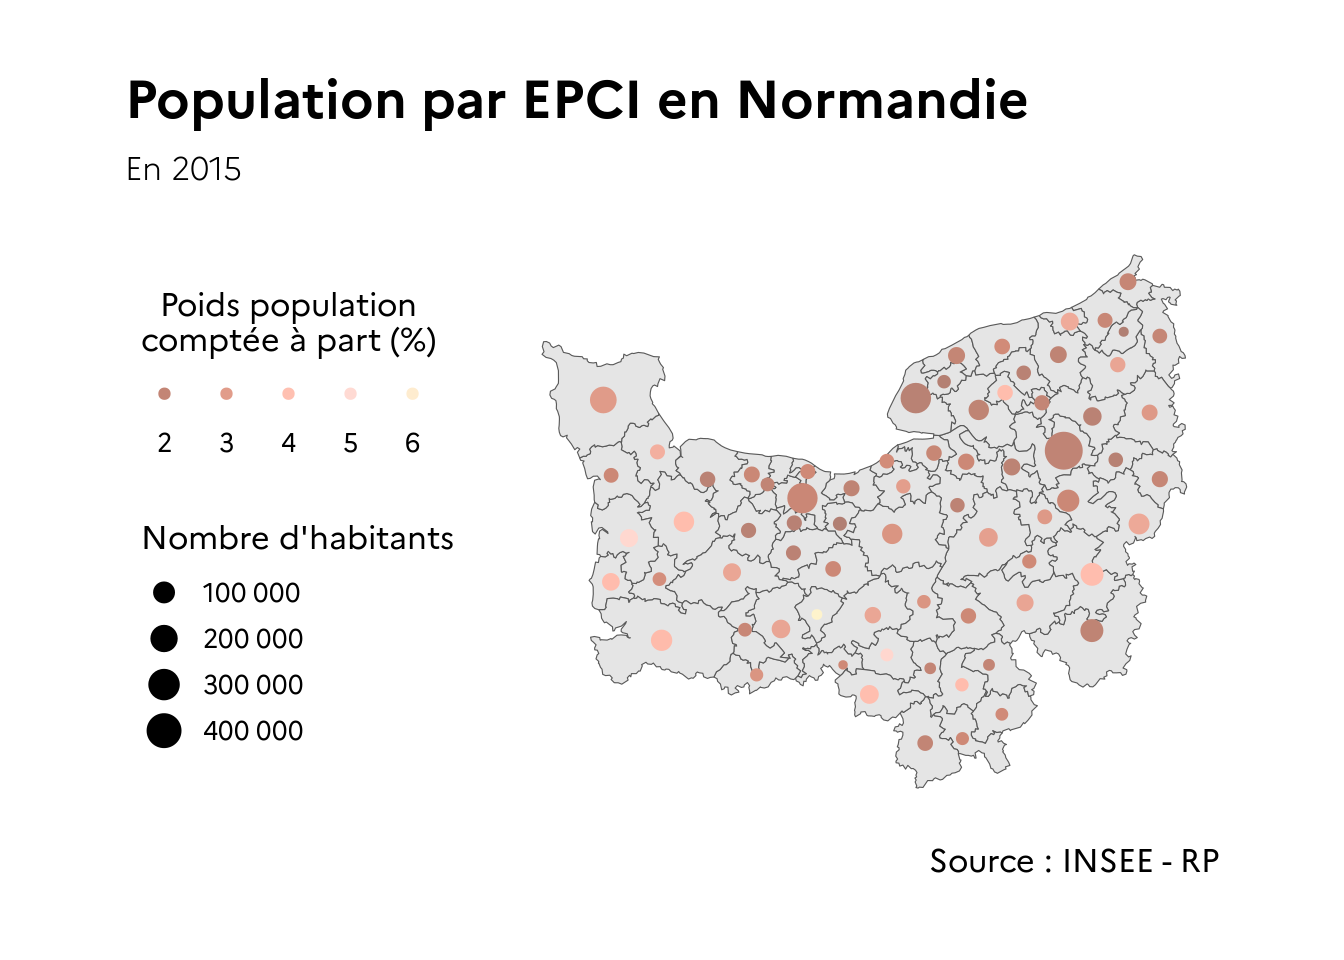 Population par EPCI en Normandie
En 2015
Poids population
comptée à part (%)
2 3 4 5 6
Nombre d'habitants
100 000
200 000
300 000
400 000
Source : INSEE - RP